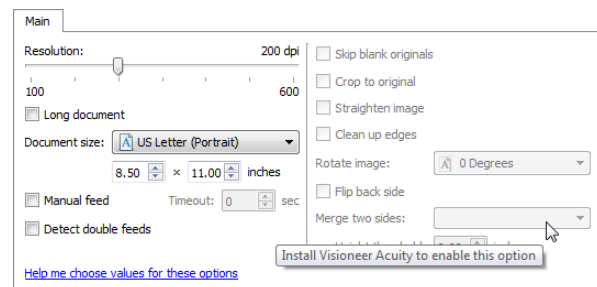 Main
Resolution: 200 dpi
100 600
Long document
Document size: US Letter (Portrait)
8.50 × 11.00 inches
Manual feed Timeout: 0 sec
Detect double feeds
Help me choose values for these options
Skip blank originals
Crop to original
Straighten image
Clean up edges
Rotate image: 0 Degrees
Flip back side
Merge two sides:
Install Visioneer Acuity to enable this option